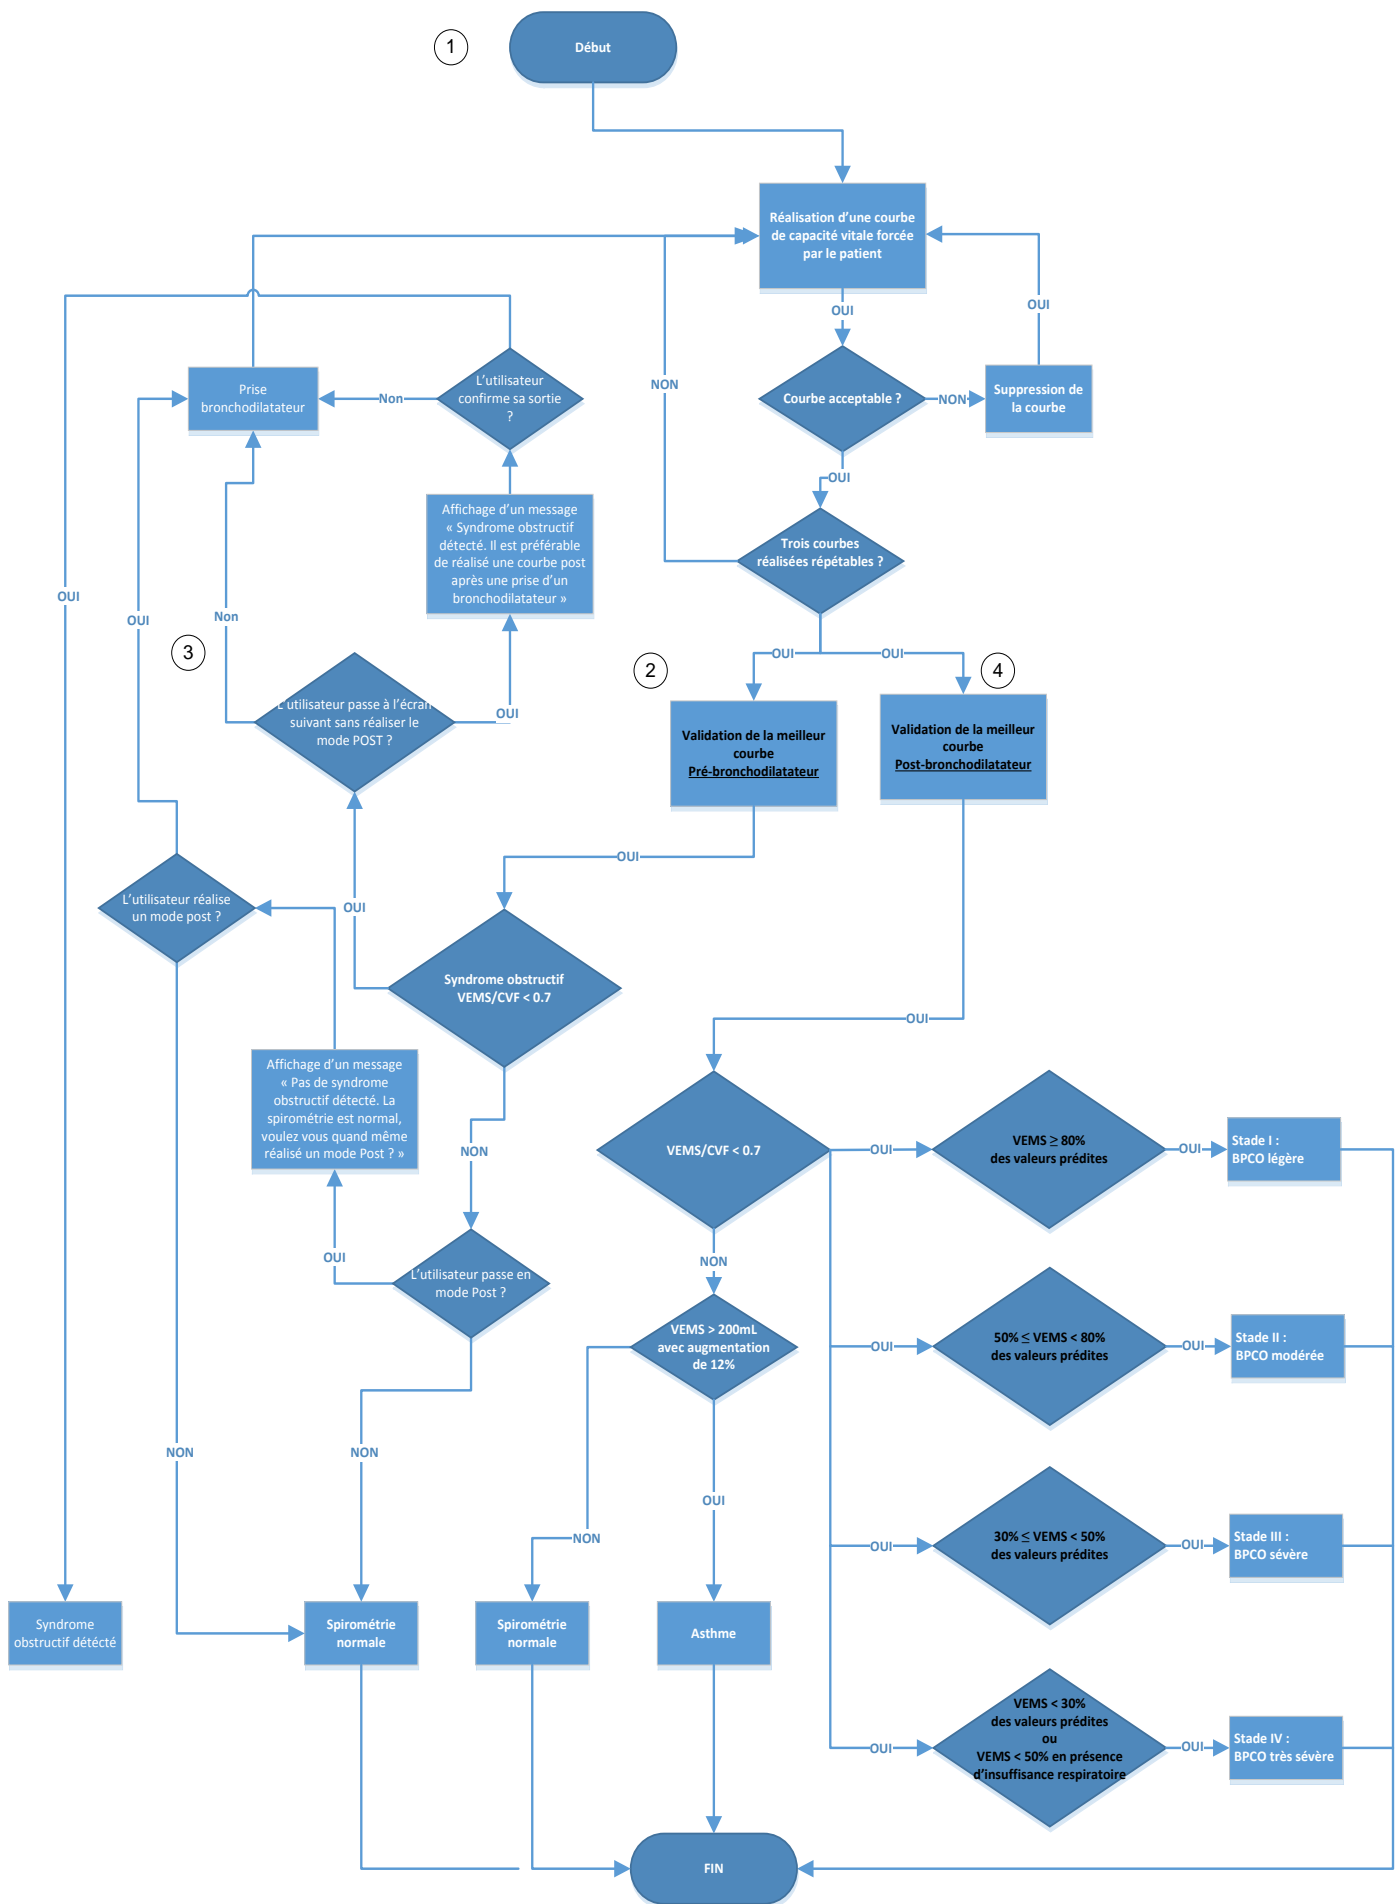 1
Début
Réalisation d'une courbe
de capacité vitale forcée
par le patient
OUI
OUI
Courbe acceptable ?
NON
Suppression de
la courbe
NON
OUI
Trois courbes
réalisées répétables ?
Prise
bronchodilatateur
Non
L'utilisateur
confirme sa sortie
?
Affichage d'un message
« Syndrome obstructif
détecté. Il est préférable
de réalisé une courbe post
après une prise d'un
bronchodilatateur »
OUI
OUI
Non
3
L'utilisateur passe à l'écran
suivant sans réaliser le
mode POST ?
OUI
OUI
OUI
2
4
Validation de la meilleur
courbe
Pré-bronchodilatateur
Validation de la meilleur
courbe
Post-bronchodilatateur
OUI
L'utilisateur réalise
un mode post ?
OUI
Syndrome obstructif
VEMS/CVF < 0.7
OUI
Affichage d'un message
« Pas de syndrome
obstructif détecté. La
spirométrie est normal,
voulez vous quand même
réalisé un mode Post ? »
NON
VEMS/CVF < 0.7
OUI
VEMS ≥ 80%
des valeurs prédites
OUI
Stade I :
BPCO légère
OUI
L'utilisateur passe en
mode Post ?
NON
VEMS > 200mL
avec augmentation
de 12%
OUI
50% ≤ VEMS < 80%
des valeurs prédites
OUI
Stade II :
BPCO modérée
NON
NON
OUI
NON
OUI
30% ≤ VEMS < 50%
des valeurs prédites
OUI
Stade III :
BPCO sévère
Syndrome
obstructif détécté
Spirométrie
normale
Spirométrie
normale
Asthme
OUI
VEMS < 30%
des valeurs prédites
ou
VEMS < 50% en présence
d'insuffisance respiratoire
OUI
Stade IV :
BPCO très sévère
FIN